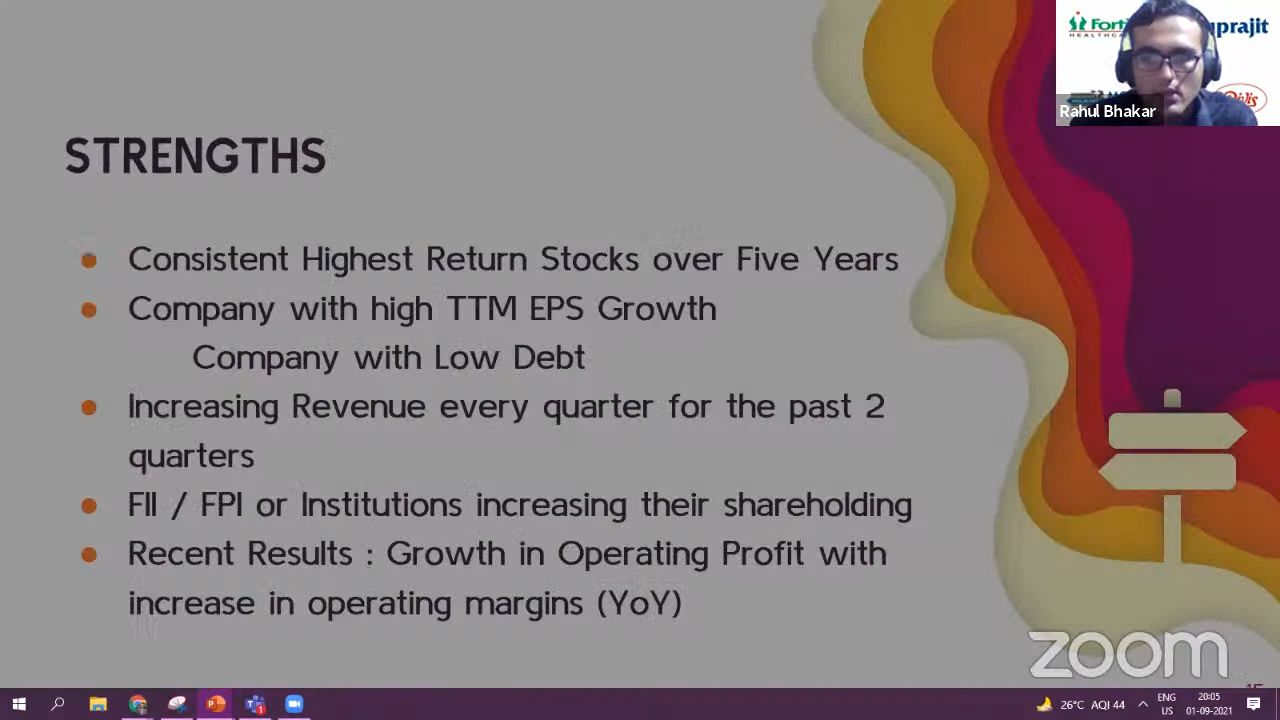 Forti
HEALTHCA
uprajit
Rahul Bhakar
STRENGTHS
Consistent Highest Return Stocks over Five Years
Company with high TTM EPS Growth
Company with Low Debt
Increasing Revenue every quarter for the past 2
quarters
FII / FPI or Institutions increasing their shareholding
Recent Results : Growth in Operating Profit with
increase in operating margins (YoY)
zoom
26°C AQI 44
ENG
US
20:05
01-09-2021